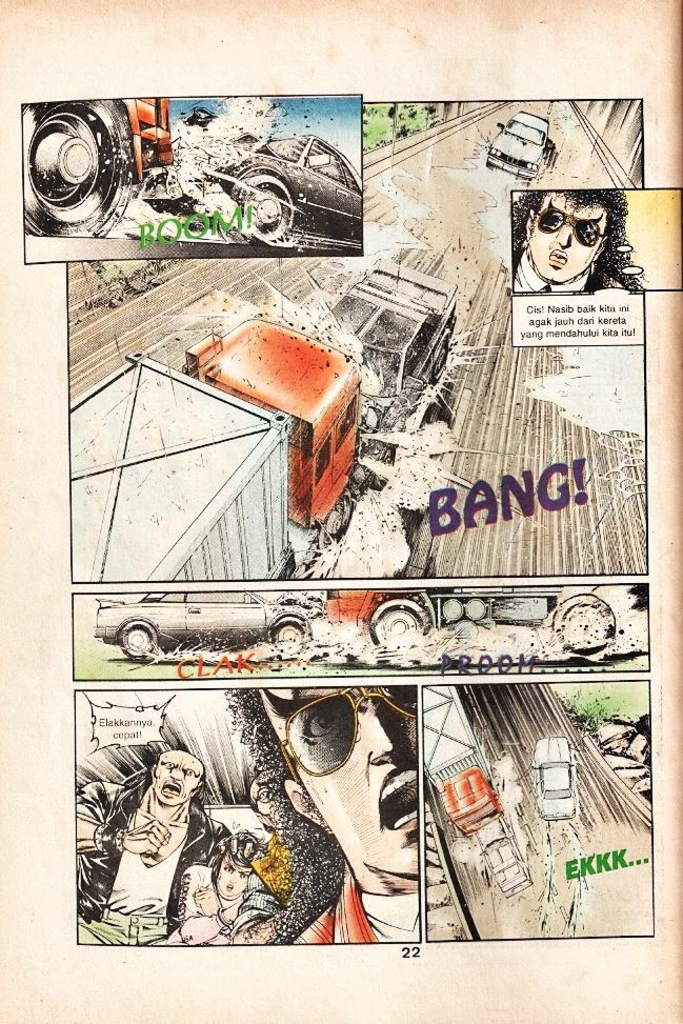 BOOM!
Cis! Nasib baik kita ini
agak jauh dari kereta
yang mendahului kita itu!
BANG!
CLAK.......
PROOM.......
Elakkannya,
cepat!
EKKK...
22